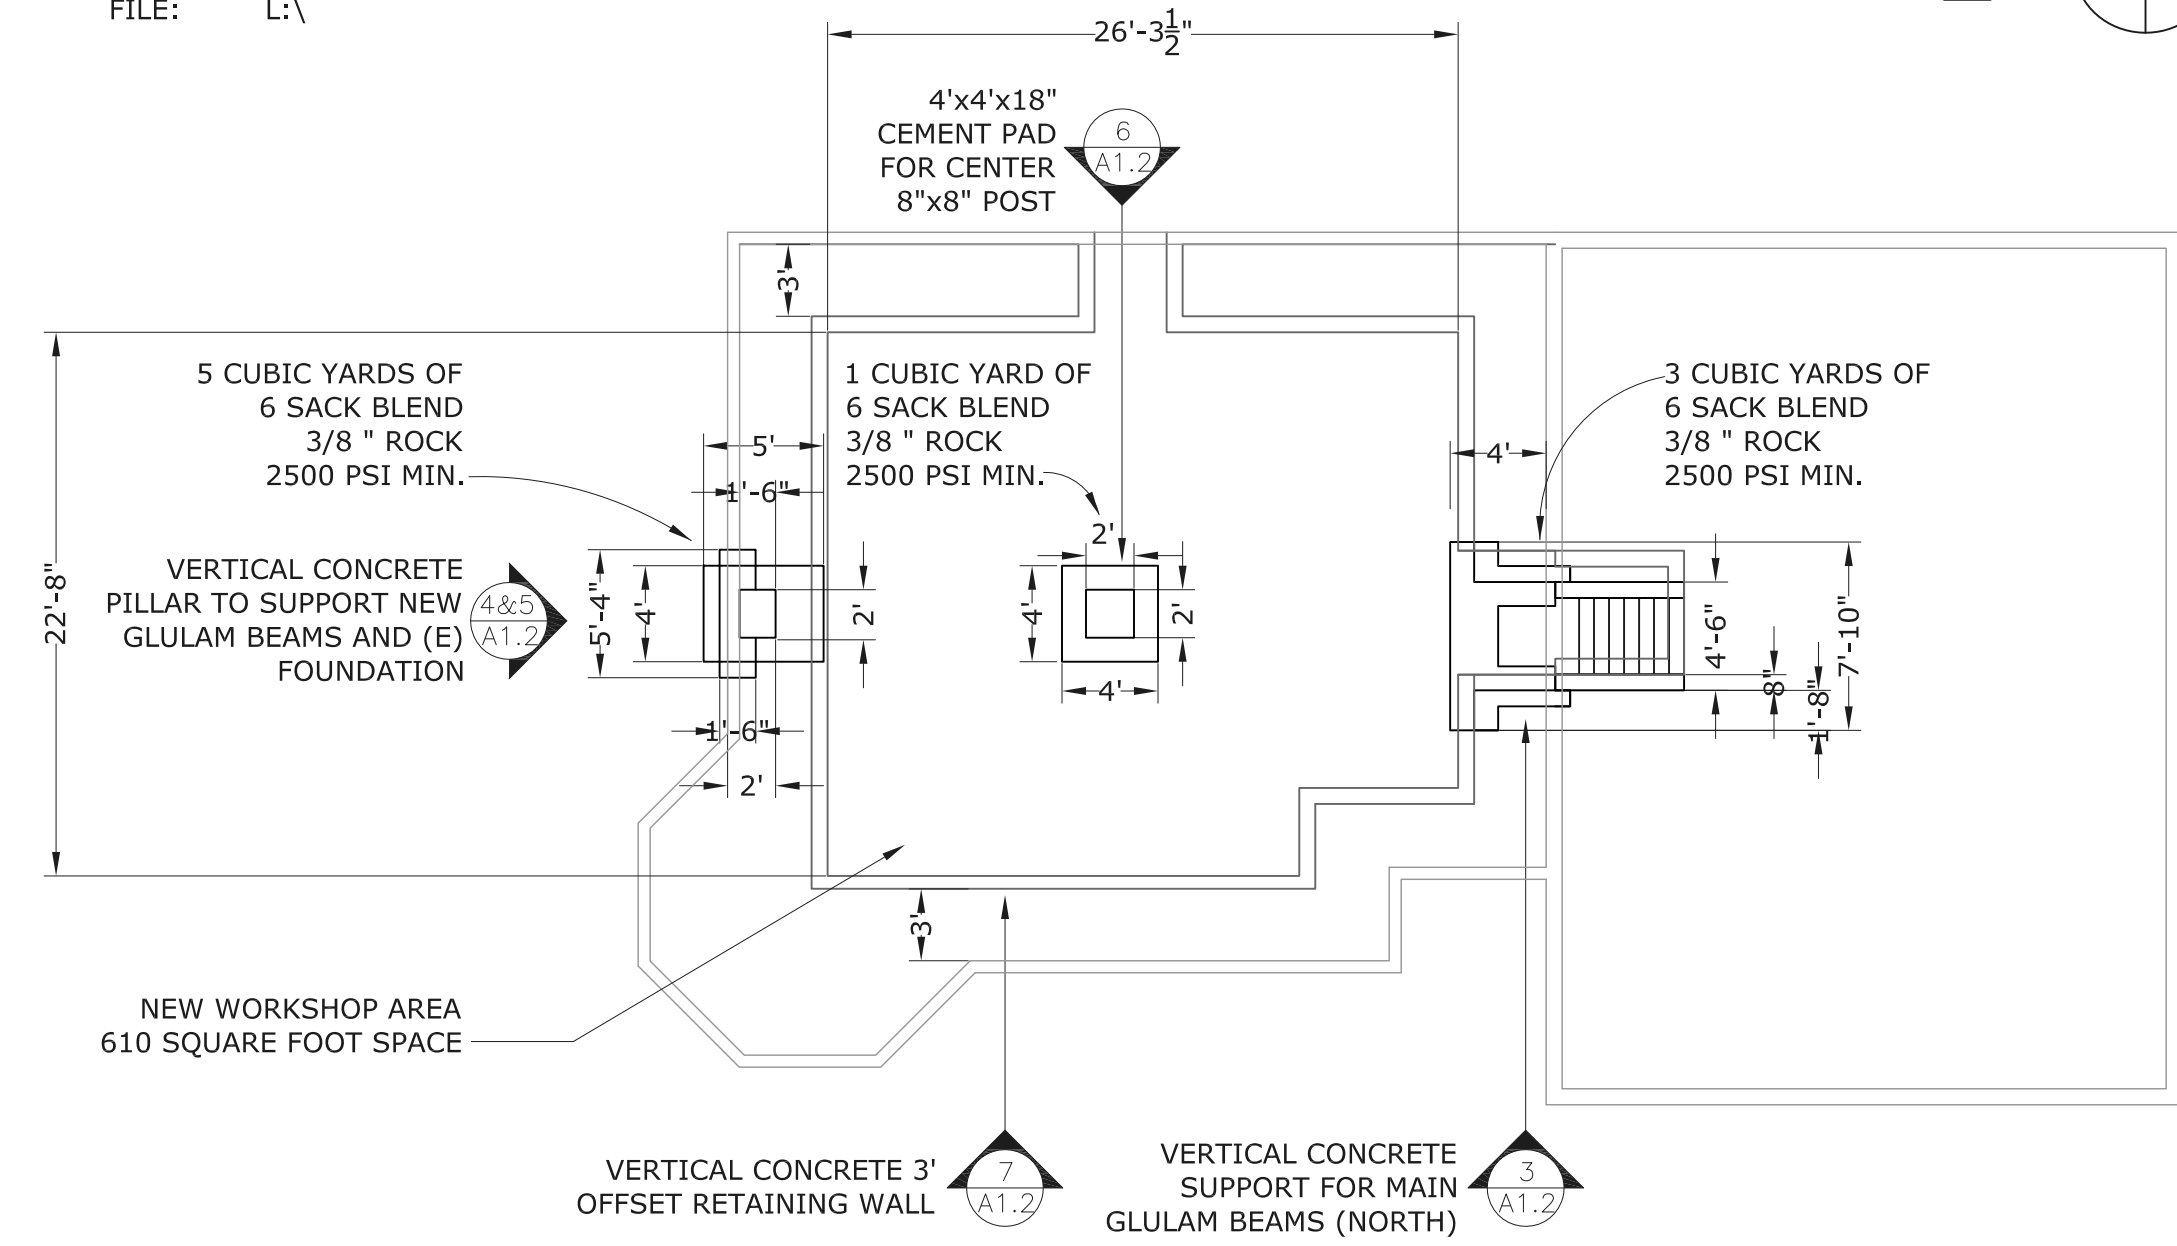 FILE: L:\
26'-3 1/2"
4'x4'x18"
CEMENT PAD
FOR CENTER
8"x8" POST
6
A1.2
3'
5 CUBIC YARDS OF
6 SACK BLEND
3/8 " ROCK
2500 PSI MIN.
1 CUBIC YARD OF
6 SACK BLEND
3/8 " ROCK
2500 PSI MIN.
3 CUBIC YARDS OF
6 SACK BLEND
3/8 " ROCK
2500 PSI MIN.
5'
1'-6"
4'
2'
VERTICAL CONCRETE
PILLAR TO SUPPORT NEW
GLULAM BEAMS AND (E)
FOUNDATION
4&5
A1.2
22'-8"
5'-4"
4'
2'
4'
2'
4'
4'-6"
8"
1'-8"
7'-10"
1'-6"
2'
3'
NEW WORKSHOP AREA
610 SQUARE FOOT SPACE
VERTICAL CONCRETE 3'
OFFSET RETAINING WALL
7
A1.2
VERTICAL CONCRETE
SUPPORT FOR MAIN
GLULAM BEAMS (NORTH)
3
A1.2